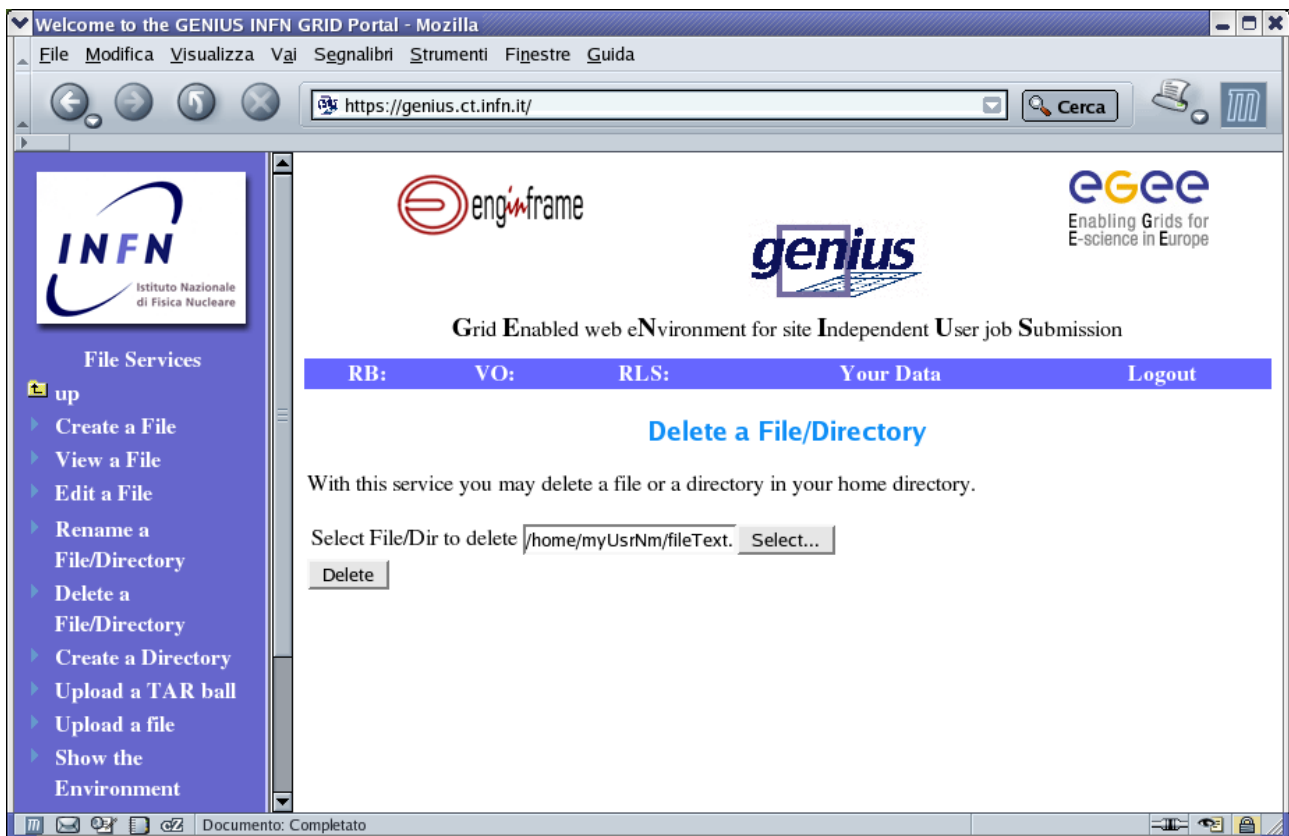 Welcome to the GENIUS INFN GRID Portal - Mozilla
File Modifica Visualizza Vai Segnalibri Strumenti Finestre Guida
https://genius.ct.infn.it/
Cerca
INFN
Istituto Nazionale
di Fisica Nucleare
File Services
up
Create a File
View a File
Edit a File
Rename a
File/Directory
Delete a
File/Directory
Create a Directory
Upload a TAR ball
Upload a file
Show the
Environment
enginframe
genius
eGee
Enabling Grids for
E-science in Europe
Grid Enabled web eNvironment for site Independent User job Submission
RB: VO: RLS: Your Data Logout
Delete a File/Directory
With this service you may delete a file or a directory in your home directory.
Select File/Dir to delete /home/myUsrNm/fileText. Select...
Delete
Documento: Completato